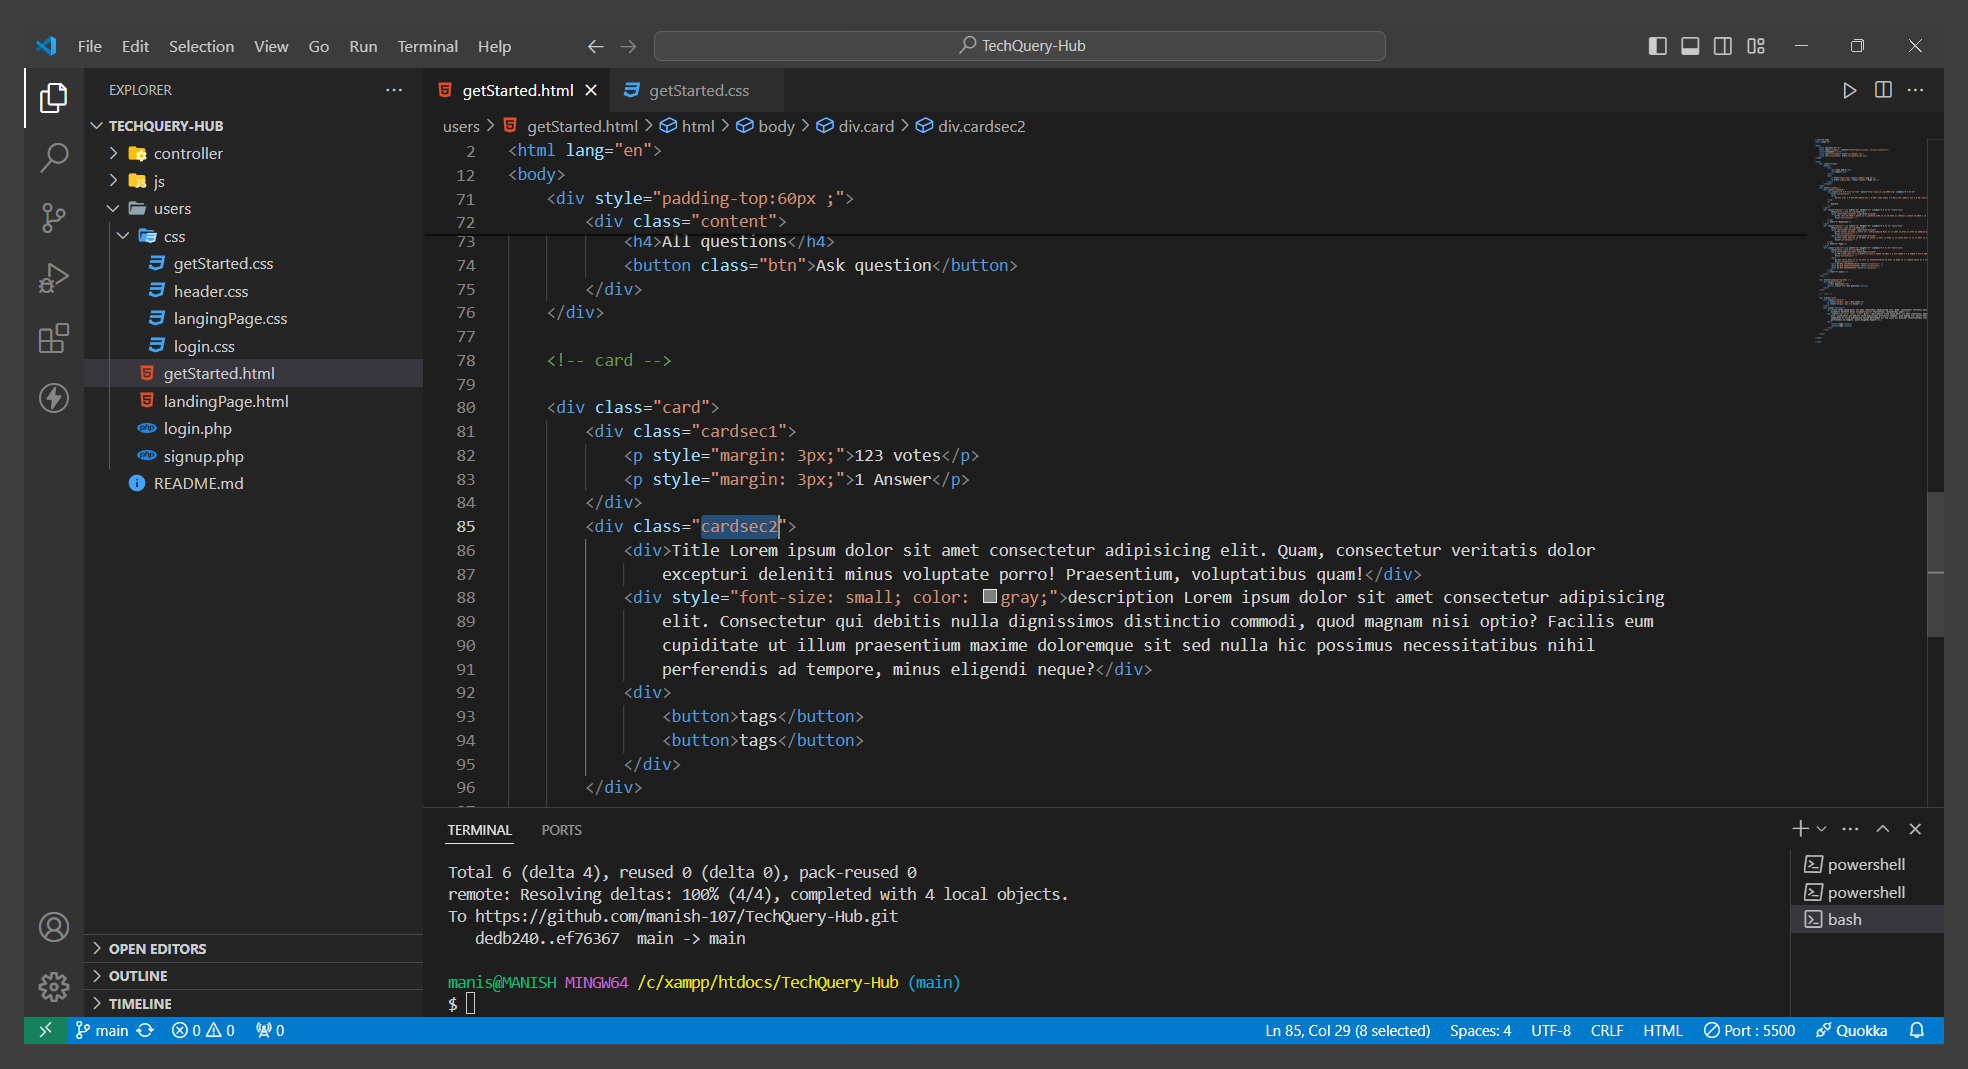 File Edit Selection View Go Run Terminal Help
TechQuery-Hub
EXPLORER
TECHQUERY-HUB
controller
js
users
css
getStarted.css
header.css
langingPage.css
login.css
getStarted.html
landingPage.html
login.php
signup.php
README.md
OPEN EDITORS
OUTLINE
TIMELINE
getStarted.html
getStarted.css
users > getStarted.html > html > body > div.card > div.cardsec2
2 <html lang="en">
12 <body>
71 <div style="padding-top:60px ;">
72 <div class="content">
73 <h4>All questions</h4>
74 <button class="btn">Ask question</button>
75 </div>
76 </div>
77
78 <!-- card -->
79
80 <div class="card">
81 <div class="cardsec1">
82 <p style="margin: 3px;">123 votes</p>
83 <p style="margin: 3px;">1 Answer</p>
84 </div>
85 <div class="cardsec2">
86 <div>Title Lorem ipsum dolor sit amet consectetur adipisicing elit. Quam, consectetur veritatis dolor
87 excepturi deleniti minus voluptate porro! Praesentium, voluptatibus quam!</div>
88 <div style="font-size: small; color: gray;">description Lorem ipsum dolor sit amet consectetur adipisicing
89 elit. Consectetur qui debitis nulla dignissimos distinctio commodi, quod magnam nisi optio? Facilis eum
90 cupiditate ut illum praesentium maxime doloremque sit sed nulla hic possimus necessitatibus nihil
91 perferendis ad tempore, minus eligendi neque?</div>
92 <div>
93 <button>tags</button>
94 <button>tags</button>
95 </div>
96 </div>
TERMINAL PORTS
Total 6 (delta 4), reused 0 (delta 0), pack-reused 0
remote: Resolving deltas: 100% (4/4), completed with 4 local objects.
To https://github.com/manish-107/TechQuery-Hub.git
dedb240..ef76367 main -> main
manis@MANISH MINGW64 /c/xampp/htdocs/TechQuery-Hub (main)
$
powershell
powershell
bash
main 0 0 0
Ln 85, Col 29 (8 selected) Spaces: 4 UTF-8 CRLF HTML Port : 5500 Quokka